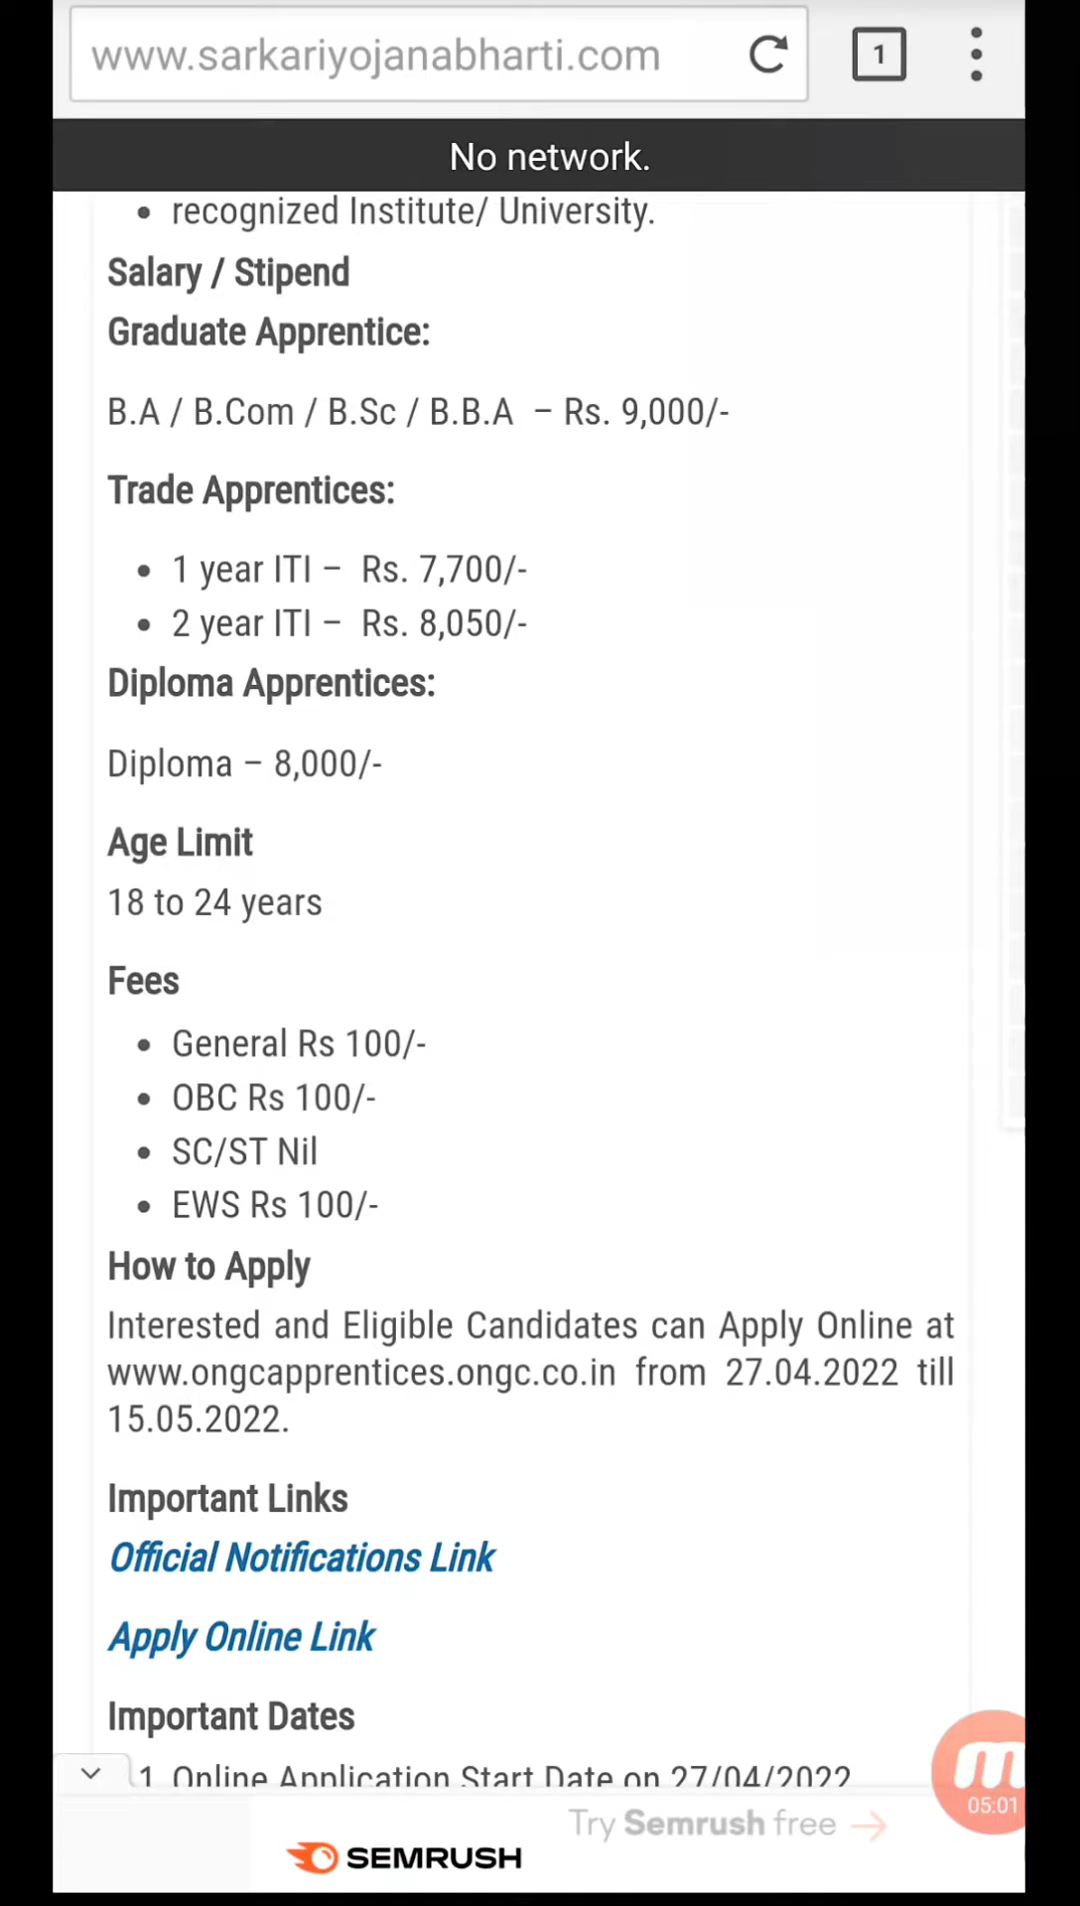 www.sarkariyojanabharti.com
1
No network.
• recognized Institute/ University.
Salary / Stipend
Graduate Apprentice:
B.A / B.Com / B.Sc / B.B.A – Rs. 9,000/-
Trade Apprentices:
• 1 year ITI – Rs. 7,700/-
• 2 year ITI – Rs. 8,050/-
Diploma Apprentices:
Diploma – 8,000/-
Age Limit
18 to 24 years
Fees
• General Rs 100/-
• OBC Rs 100/-
• SC/ST Nil
• EWS Rs 100/-
How to Apply
Interested and Eligible Candidates can Apply Online at
www.ongcapprentices.ongc.co.in from 27.04.2022 till
15.05.2022.
Important Links
Official Notifications Link
Apply Online Link
Important Dates
1. Online Application Start Date on 27/04/2022
05:01
Try Semrush free →
SEMRUSH